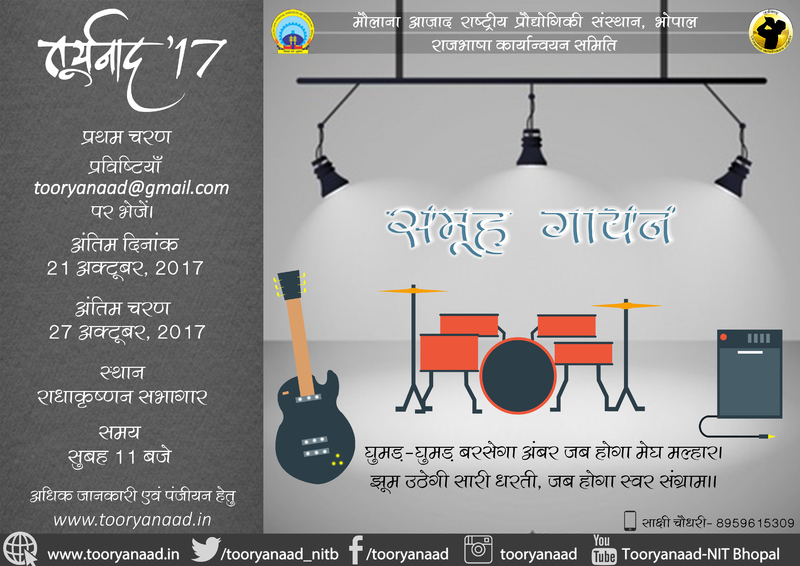 तूर्यनाद '17
प्रथम चरण
प्रविष्टियाँ
tooryanaad@gmail.com
पर भेजें।
अंतिम दिनांक
21 अक्टूबर, 2017
अंतिम चरण
27 अक्टूबर, 2017
स्थान
राधाकृष्णन सभागार
समय
सुबह 11 बजे
अधिक जानकारी एवं पंजीयन हेतु
www.tooryanaad.in
मौलाना आजाद राष्ट्रीय प्रौद्योगिकी संस्थान, भोपाल
राजभाषा कार्यान्वयन समिति
समूह गायन
घुमड़-घुमड़ बरसेगा अंबर जब होगा मेघ मल्हार।
झूम उठेगी सारी धरती, जब होगा स्वर संग्राम।।
साक्षी चौधरी- 8959615309
www.tooryanaad.in /tooryanaad_nitb /tooryanaad tooryanaad You Tube Tooryanaad-NIT Bhopal